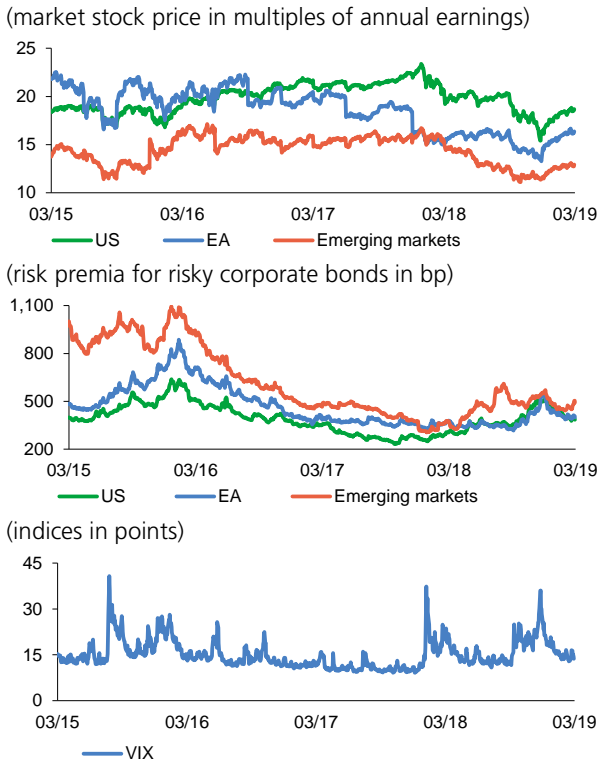 (market stock price in multiples of annual earnings)
25
20
15
10
03/15 03/16 03/17 03/18 03/19
US EA Emerging markets
(risk premia for risky corporate bonds in bp)
1,100
800
500
200
03/15 03/16 03/17 03/18 03/19
US EA Emerging markets
(indices in points)
45
30
15
0
03/15 03/16 03/17 03/18 03/19
VIX